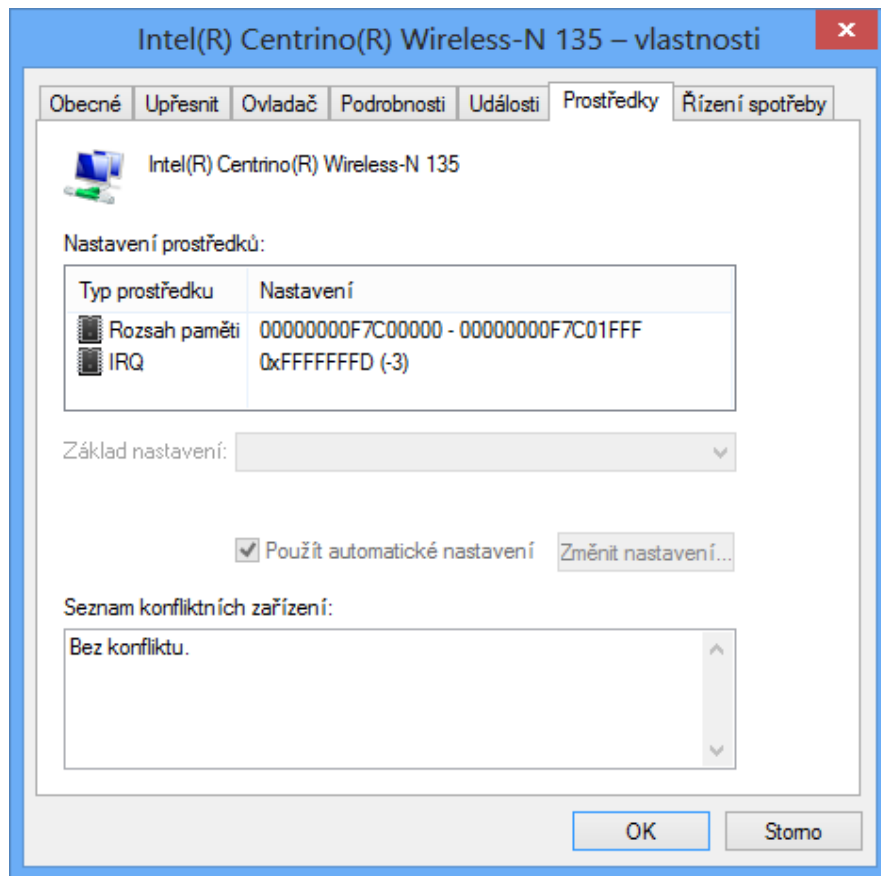 Intel(R) Centrino(R) Wireless-N 135 – vlastnosti
Obecné Upřesnit Ovladač Podrobnosti Události Prostředky Řízení spotřeby
Intel(R) Centrino(R) Wireless-N 135
Nastavení prostředků:
Typ prostředku Nastavení
Rozsah paměti 00000000F7C00000 - 00000000F7C01FFF
IRQ 0xFFFFFFFD (-3)
Základ nastavení:
Použít automatické nastavení Změnit nastavení...
Seznam konfliktních zařízení:
Bez konfliktu.
OK Storno